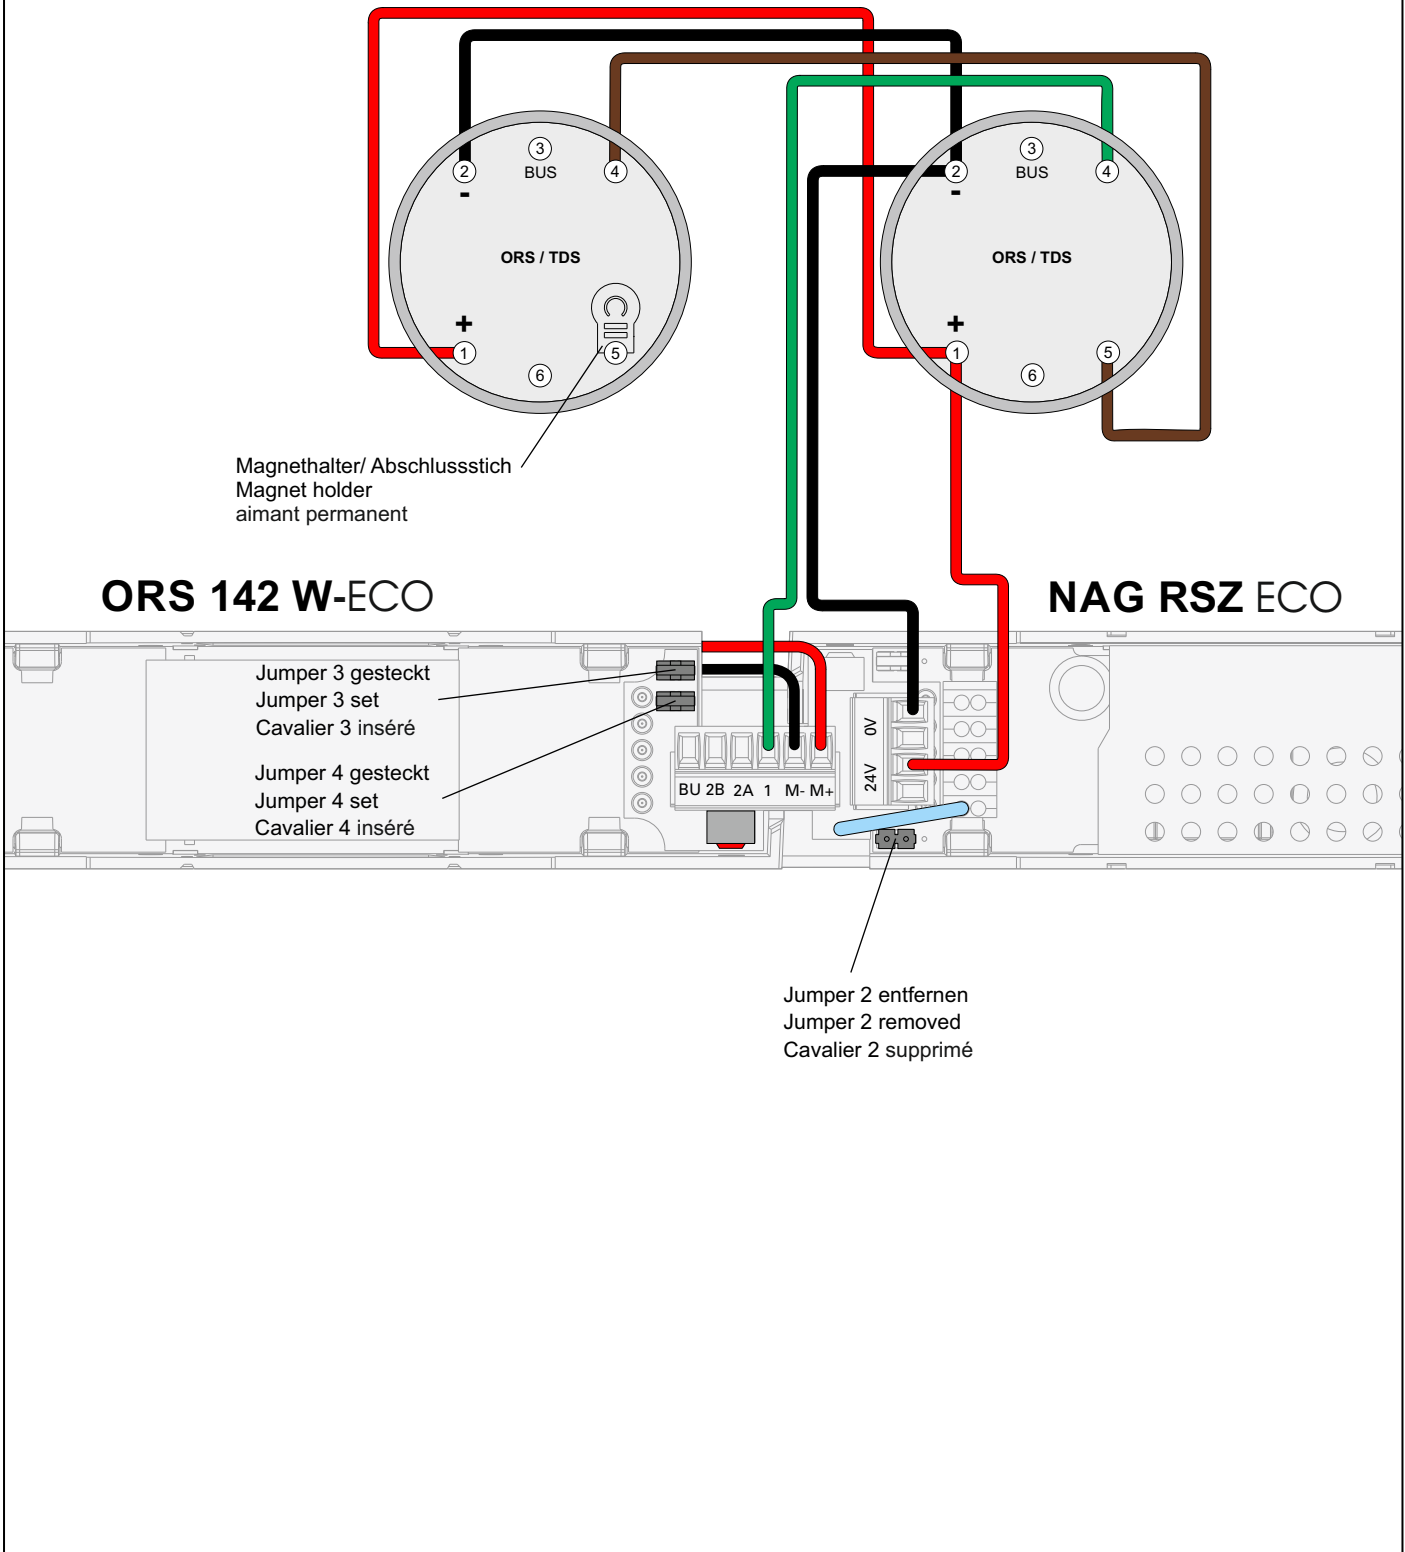 3
BUS
2
-
4
ORS / TDS
+
1
5
6
3
BUS
2
-
4
ORS / TDS
+
1
5
6
Magnethalter/ Abschlussstich
Magnet holder
aimant permanent
ORS 142 W-ECO
NAG RSZ ECO
Jumper 3 gesteckt
Jumper 3 set
Cavalier 3 inséré
Jumper 4 gesteckt
Jumper 4 set
Cavalier 4 inséré
BU 2B 2A 1 M- M+
0V
24V
Jumper 2 entfernen
Jumper 2 removed
Cavalier 2 supprimé